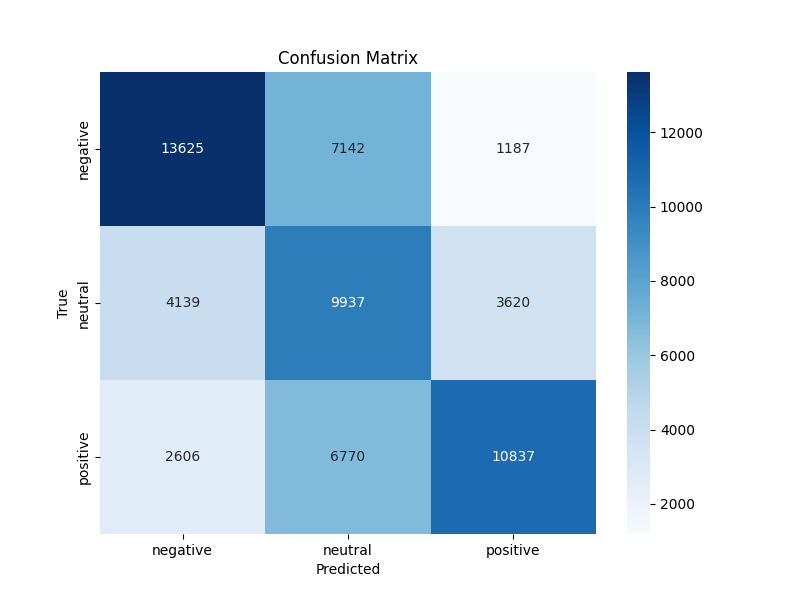 Confusion Matrix
True
negative
13625 7142 1187
neutral
4139 9937 3620
positive
2606 6770 10837
negative neutral positive
Predicted
12000
10000
8000
6000
4000
2000